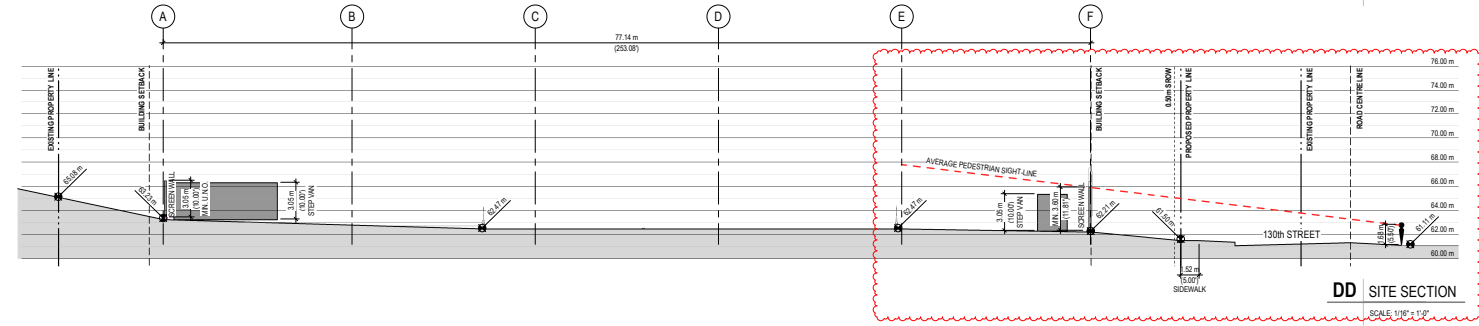 A
B
C
D
E
F
77.14 m
(253.08')
76.00 m
74.00 m
72.00 m
70.00 m
68.00 m
66.00 m
64.00 m
62.00 m
60.00 m
EXISTING PROPERTY LINE
BUILDING SETBACK
BUILDING SETBACK
0.50m SROW
PROPOSED PROPERTY LINE
EXISTING PROPERTY LINE
ROAD CENTRELINE
AVERAGE PEDESTRIAN SIGHT-LINE
65.08 m
63.23 m
SCREEN WALL
3.05 m
(10.00')
MIN. U.N.O.
3.05 m
(10.00')
STEP VAN
62.47 m
62.47 m
3.05 m
(10.00')
STEP VAN
MIN. 3.60 m
(11.81')
SCREEN WALL
62.21 m
61.50 m
130th STREET
1.68 m
(5.50')
61.11 m
1.52 m
(5.00')
SIDEWALK
DD SITE SECTION
SCALE: 1/16" = 1'-0"